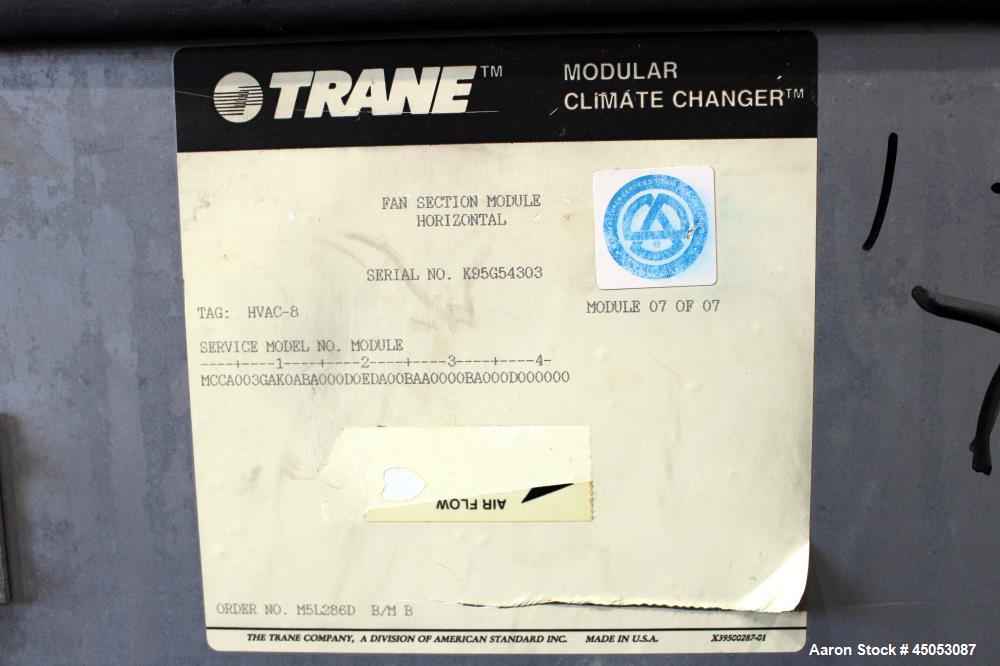 TRANE™
MODULAR
CLIMATE CHANGER™
FAN SECTION MODULE
HORIZONTAL
SERIAL NO. K95G54303
TAG: HVAC-8
MODULE 07 OF 07
SERVICE MODEL NO. MODULE
----+----1----+----2----+----3----+----4-
MCCA003GAK0ABA000D0EDA00BAA0000BA000D000000
AIR FLOW
ORDER NO. M5L286D B/M B
THE TRANE COMPANY, A DIVISION OF AMERICAN STANDARD INC. MADE IN U.S.A. X39500287-01
Aaron Stock # 45053087